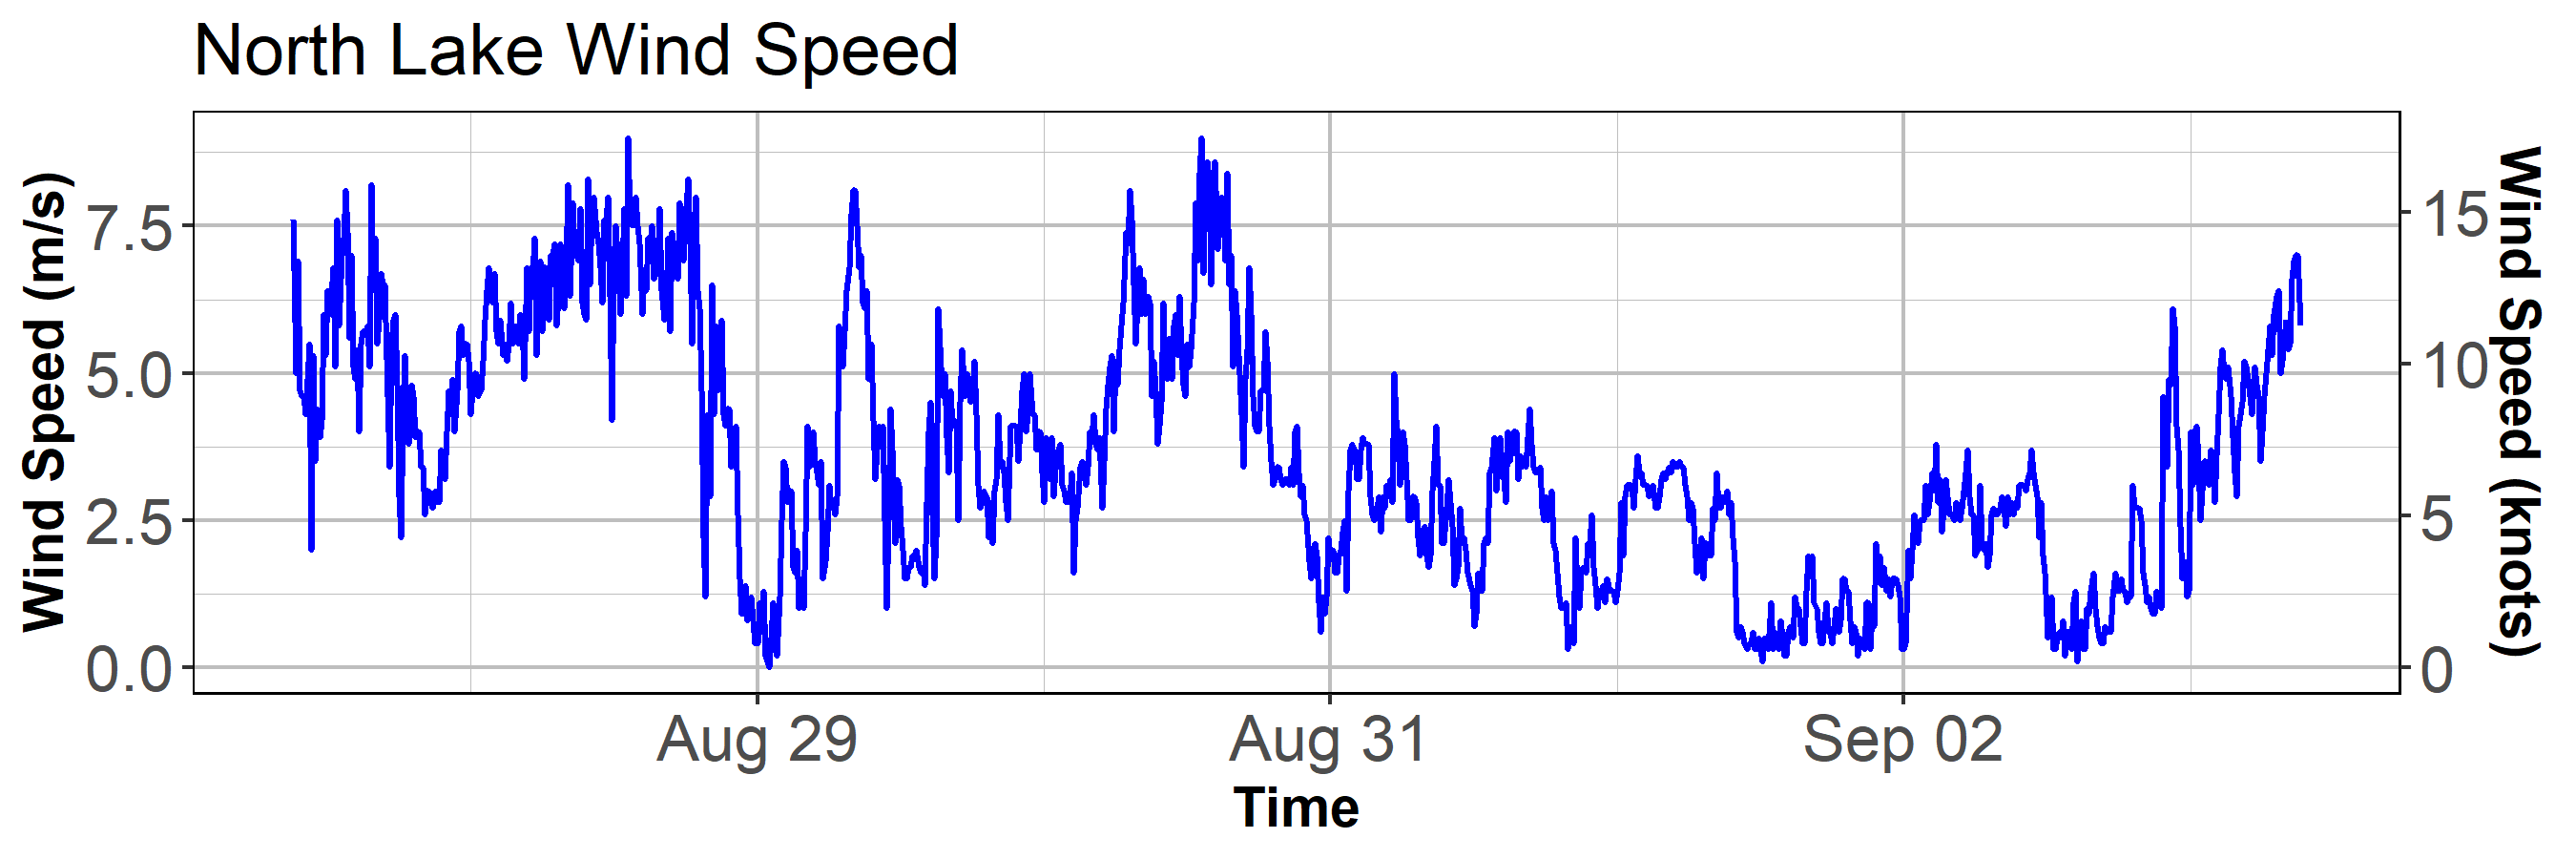 North Lake Wind Speed
Wind Speed (m/s)
7.5
5.0
2.5
0.0
15
10
5
0
Wind Speed (knots)
Aug 29
Aug 31
Sep 02
Time